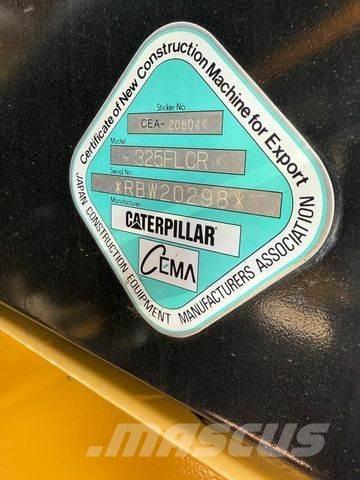 Certificate of New Construction Machine for Export
Sticker No.
CEA-208044
Model
-325FLCR
Serial No.
XRBW20298X
Manufacturer
CATERPILLAR
CEMA
JAPAN CONSTRUCTION EQUIPMENT MANUFACTURERS ASSOCIATION
MASCUS